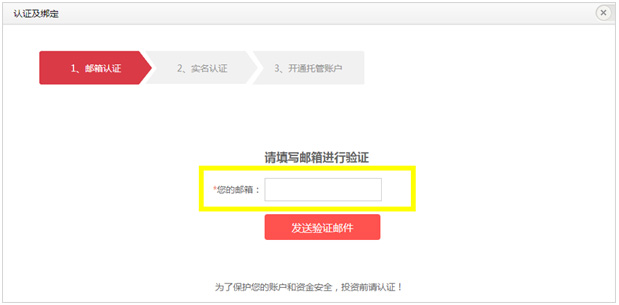 认证及绑定
1、邮箱认证 2、实名认证 3、开通托管账户
请填写邮箱进行验证
*您的邮箱：
发送验证邮件
为了保护您的账户和资金安全，投资前请认证！